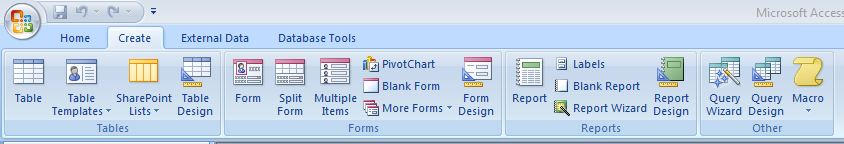 Microsoft Access
Home Create External Data Database Tools
Table
Table Templates
SharePoint Lists
Table Design
Tables
Form
Split Form
Multiple Items
PivotChart
Blank Form
More Forms
Form Design
Forms
Report
Labels
Blank Report
Report Wizard
Report Design
Reports
Query Wizard
Query Design
Macro
Other